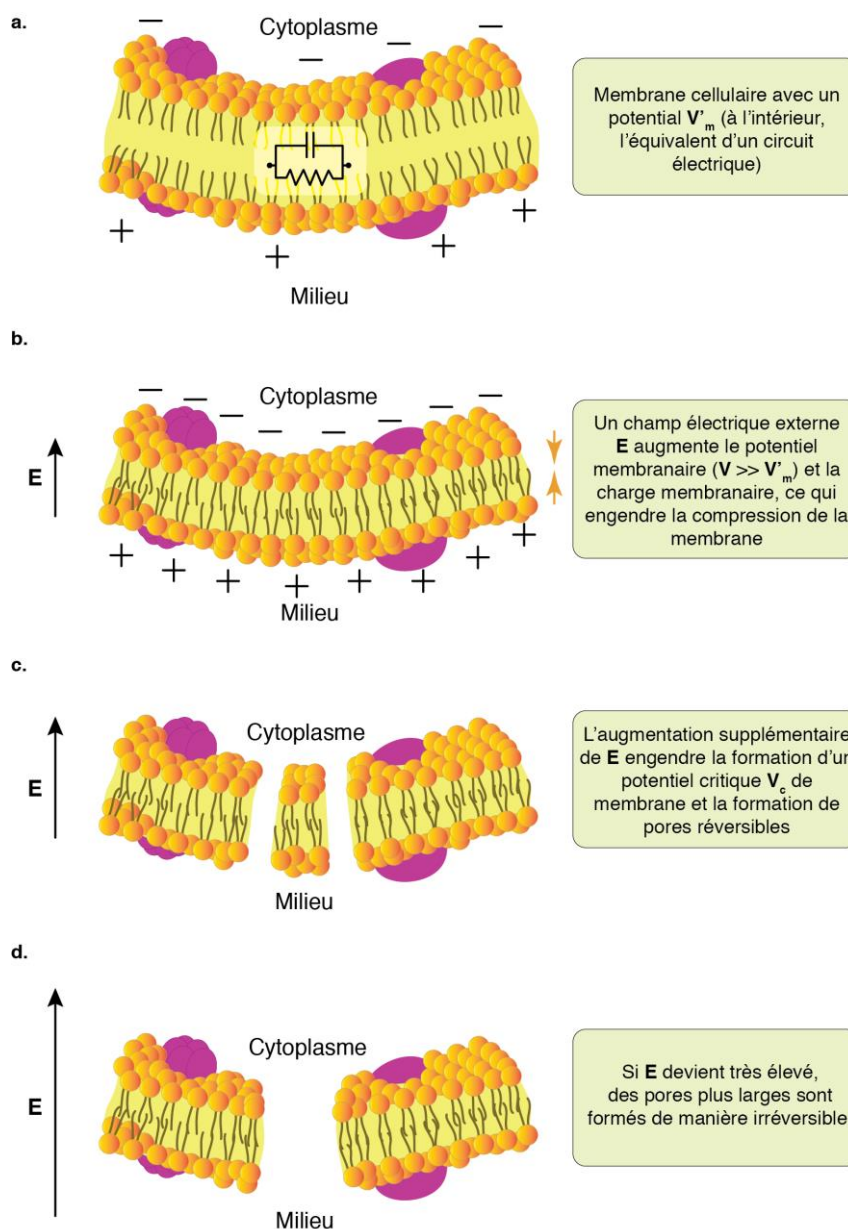 a.
Cytoplasme
Membrane cellulaire avec un
potential V'm (à l'intérieur,
l'équivalent d'un circuit
électrique)
Milieu
b.
Cytoplasme
E
Un champ électrique externe
E augmente le potentiel
membranaire (V >> V'm) et la
charge membranaire, ce qui
engendre la compression de la
membrane
Milieu
c.
Cytoplasme
E
L'augmentation supplémentaire
de E engendre la formation d'un
potentiel critique Vc de
membrane et la formation de
pores réversibles
Milieu
d.
Cytoplasme
E
Si E devient très élevé,
des pores plus larges sont
formés de manière irréversible
Milieu